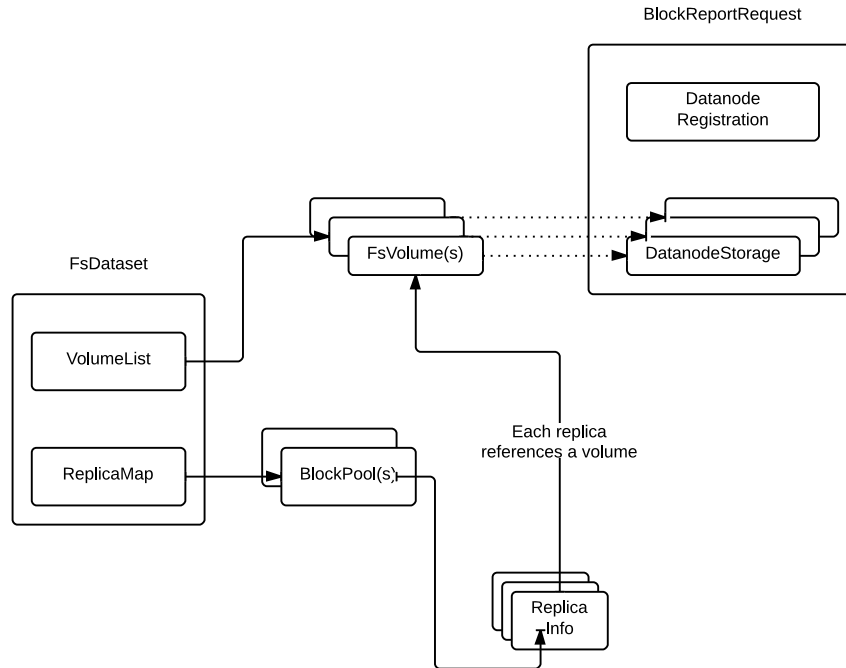 BlockReportRequest
Datanode
Registration
FsVolume(s)
DatanodeStorage
FsDataset
VolumeList
Each replica
references a volume
ReplicaMap
BlockPool(s)
Replica
Info